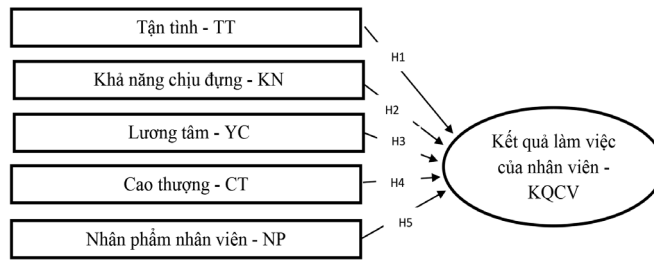 Tận tình - TT
H1
Khả năng chịu đựng - KN
H2
Lương tâm - YC
H3
Cao thượng - CT
H4
Nhân phẩm nhân viên - NP
H5
Kết quả làm việc
của nhân viên -
KQCV